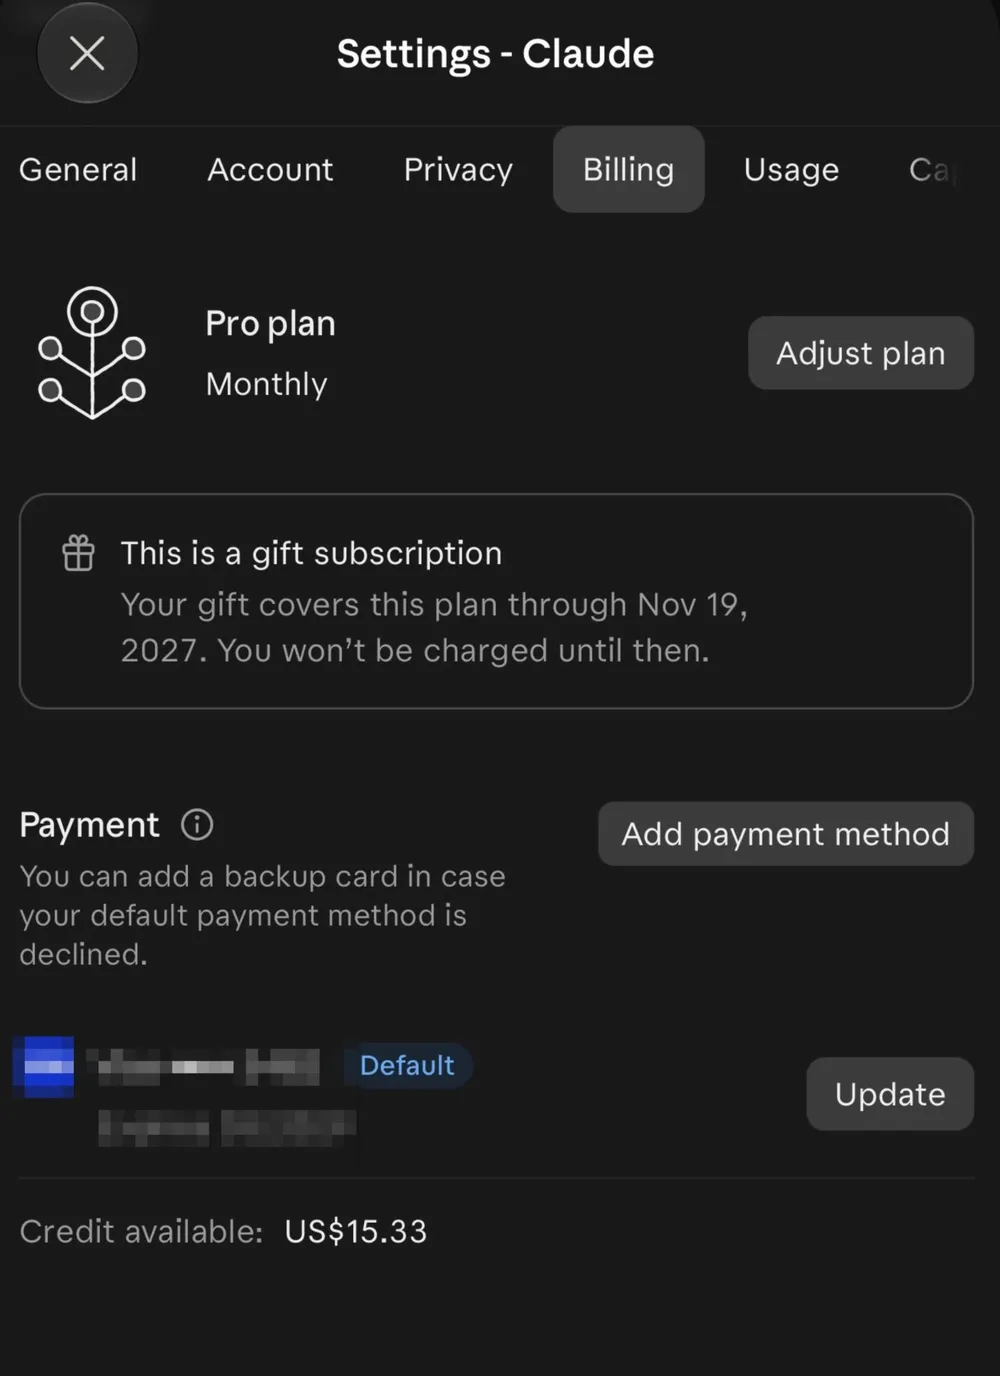 Settings - Claude
General Account Privacy Billing Usage
Pro plan
Monthly
Adjust plan
This is a gift subscription
Your gift covers this plan through Nov 19,
2027. You won’t be charged until then.
Payment
Add payment method
You can add a backup card in case
your default payment method is
declined.
Default
Update
Credit available: US$15.33